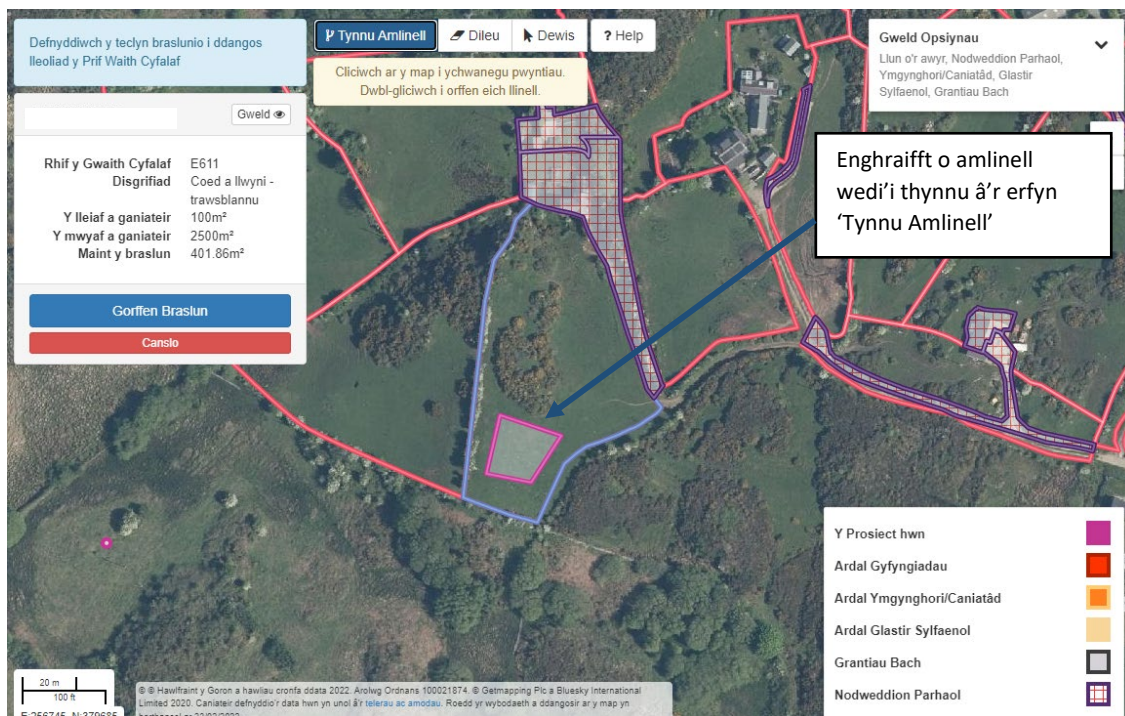 Defnyddiwch y teclyn braslunio i ddangos
lleoliad y Prif Waith Cyfalaf
Tynnu Amlinell
Dileu
Dewis
? Help
Cliciwch ar y map i ychwanegu pwyntiau.
Dwbl-gliciwch i orffen eich llinell.
Gweld Opsiynau
Llun o'r awyr, Nodweddion Parhaol,
Ymgynghori/Caniatâd, Glastir
Sylfaenol, Grantiau Bach
Gweld
Rhif y Gwaith Cyfalaf E611
Disgrifiad Coed a llwyni -
trawsblannu
Y lleiaf a ganiateir 100m²
Y mwyaf a ganiateir 2500m²
Maint y braslun 401.86m²
Gorffen Braslun
Canslo
Enghraifft o amlinell
wedi'i thynnu â'r erfyn
'Tynnu Amlinell'
Y Prosiect hwn
Ardal Gyfyngiadau
Ardal Ymgynghori/Caniatâd
Ardal Glastir Sylfaenol
Grantiau Bach
Nodweddion Parhaol
20 m
100 ft
E:256745, N:379685
© © Hawlfraint y Goron a hawliau cronfa ddata 2022. Arolwg Ordnans 100021874. © Getmapping Plc a Bluesky International
Limited 2020. Caniateir defnyddio'r data hwn yn unol â'r telerau ac amodau. Roedd yr wybodaeth a ddangosir ar y map yn